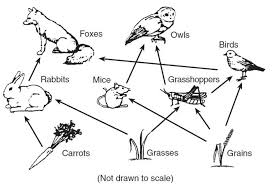 Foxes
Owls
Birds
Rabbits
Mice
Grasshoppers
Carrots
Grasses
Grains
(Not drawn to scale)